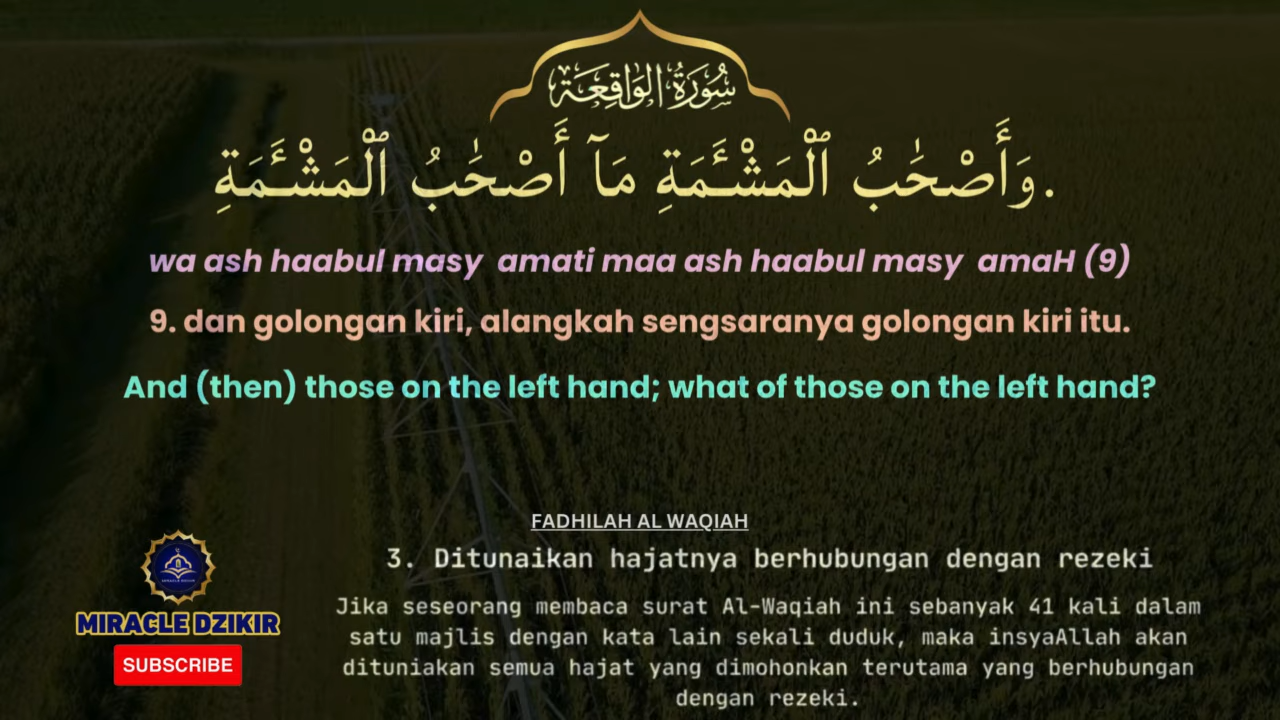 سُورَةُ الوَاقِعَة
وَأَصْحَٰبُ ٱلْمَشْـَٔمَةِ مَآ أَصْحَٰبُ ٱلْمَشْـَٔمَةِ.
wa ash haabul masy  amati maa ash haabul masy  amaH (9)
9. dan golongan kiri, alangkah sengsaranya golongan kiri itu.
And (then) those on the left hand; what of those on the left hand?
FADHILAH AL WAQIAH
3. Ditunaikan hajatnya berhubungan dengan rezeki
Jika seseorang membaca surat Al-Waqiah ini sebanyak 41 kali dalam
satu majlis dengan kata lain sekali duduk, maka insyaAllah akan
dituniakan semua hajat yang dimohonkan terutama yang berhubungan
dengan rezeki.
MIRACLE DZIKIR
SUBSCRIBE